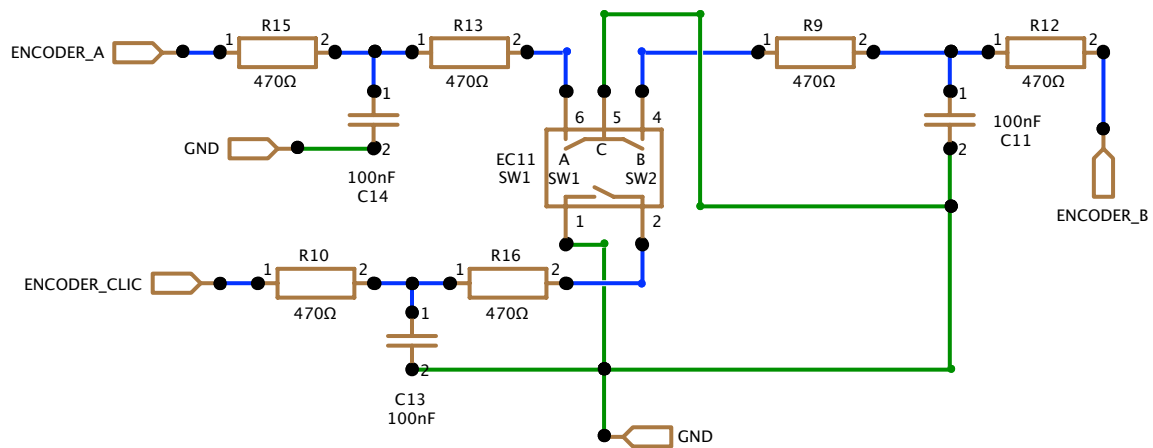 R15
1 2
470Ω
ENCODER_A
R13
1 2
470Ω
1
2
100nF
C14
GND
6 5 4
A C B
EC11
SW1
SW1 SW2
1 2
R9
1 2
470Ω
R12
1 2
470Ω
1
2
100nF
C11
ENCODER_B
R10
1 2
470Ω
ENCODER_CLIC
R16
1 2
470Ω
1
2
C13
100nF
GND